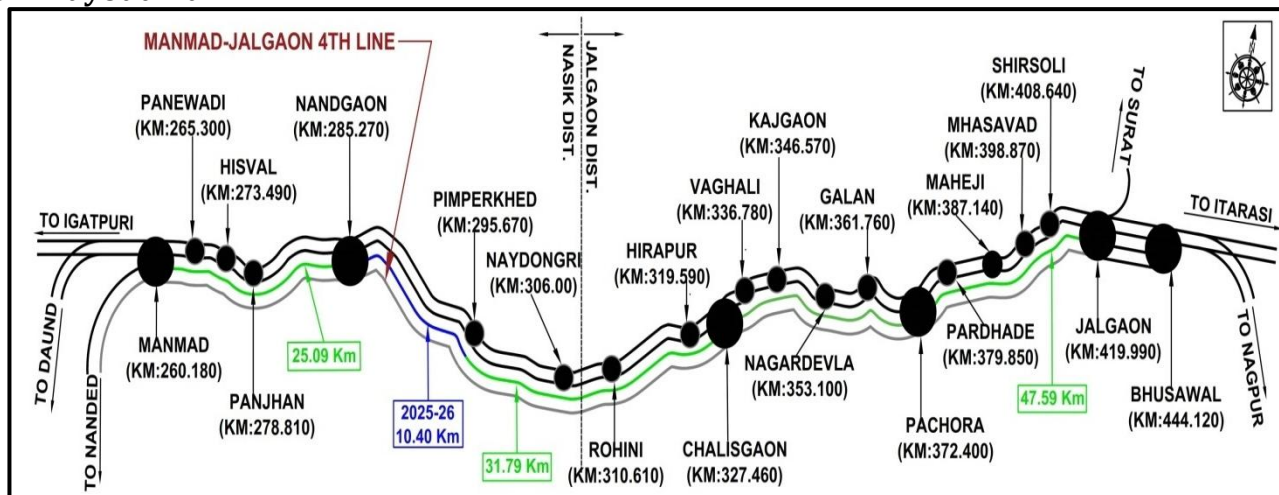 MANMAD-JALGAON 4TH LINE
NASIK DIST.
JALGAON DIST.
N
PANEWADI
(KM:265.300)
HISVAL
(KM:273.490)
NANDGAON
(KM:285.270)
PIMPERKHED
(KM:295.670)
NAYDONGRI
(KM:306.00)
HIRAPUR
(KM:319.590)
VAGHALI
(KM:336.780)
KAJGAON
(KM:346.570)
GALAN
(KM:361.760)
MAHEJI
(KM:387.140)
MHASAVAD
(KM:398.870)
SHIRSOLI
(KM:408.640)
TO SURAT
TO ITARASI
TO IGATPURI
TO DAUND
TO NANDED
MANMAD
(KM:260.180)
PANJHAN
(KM:278.810)
25.09 Km
2025-26
10.40 Km
31.79 Km
ROHINI
(KM:310.610)
CHALISGAON
(KM:327.460)
NAGARDEVLA
(KM:353.100)
PACHORA
(KM:372.400)
PARDHADE
(KM:379.850)
47.59 Km
JALGAON
(KM:419.990)
BHUSAWAL
(KM:444.120)
TO NAGPUR